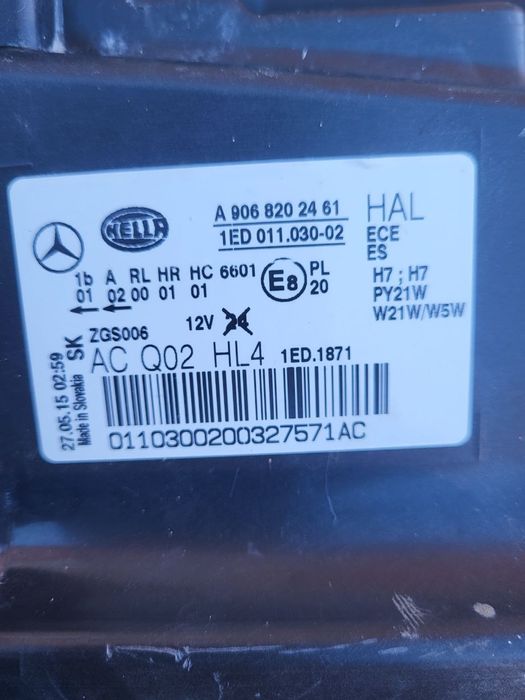 HELLA
A 906 820 24 61
1ED 011.030-02
HAL
ECE
ES
1b A RL HR HC 6601
01 02 00 01 01
E8
PL
20
H7 ; H7
PY21W
W21W/W5W
ZGS006
12V 24
AC Q02 HL4 1ED.1871
27.05.15 02:59
Made in Slovakia
SK
0110300200327571AC